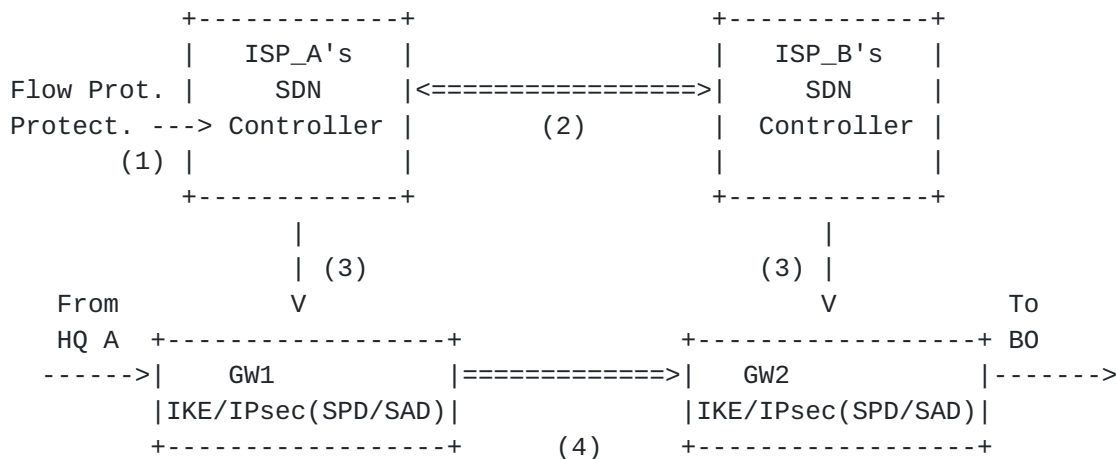 ISP_A's ISP_B's
Flow Prot. SDN <=================> SDN
Protect. ---> Controller (2) Controller
(1)
(3) (3)
From V V To
HQ A BO
------> GW1 =============> GW2 ------->
IKE/IPsec(SPD/SAD) IKE/IPsec(SPD/SAD)
(4)